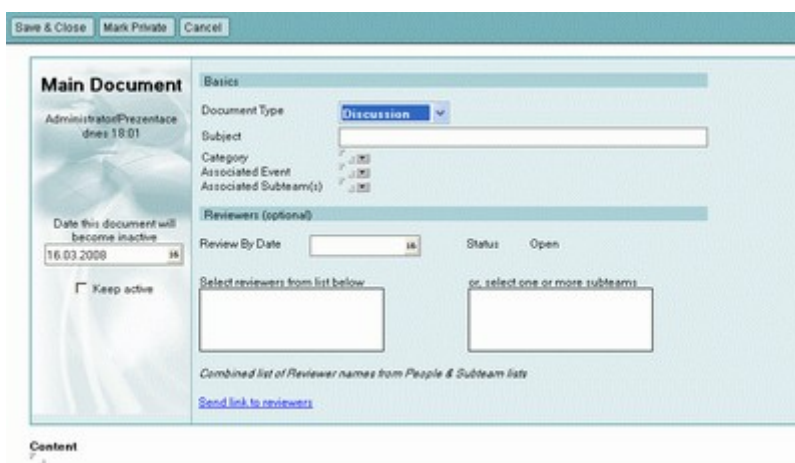 Save & Close Mark Private Cancel
Main Document
Administrator/Prezentace
dnes 18:01
Date this document will
become inactive
16.03.2008 16
Keep active
Basics
Document Type Discussion
Subject
Category
Associated Event
Associated Subteam(s)
Reviewers (optional)
Review By Date 16 Status Open
Select reviewers from list below or, select one or more subteams
Combined list of Reviewer names from People & Subteam lists
Send link to reviewers
Content